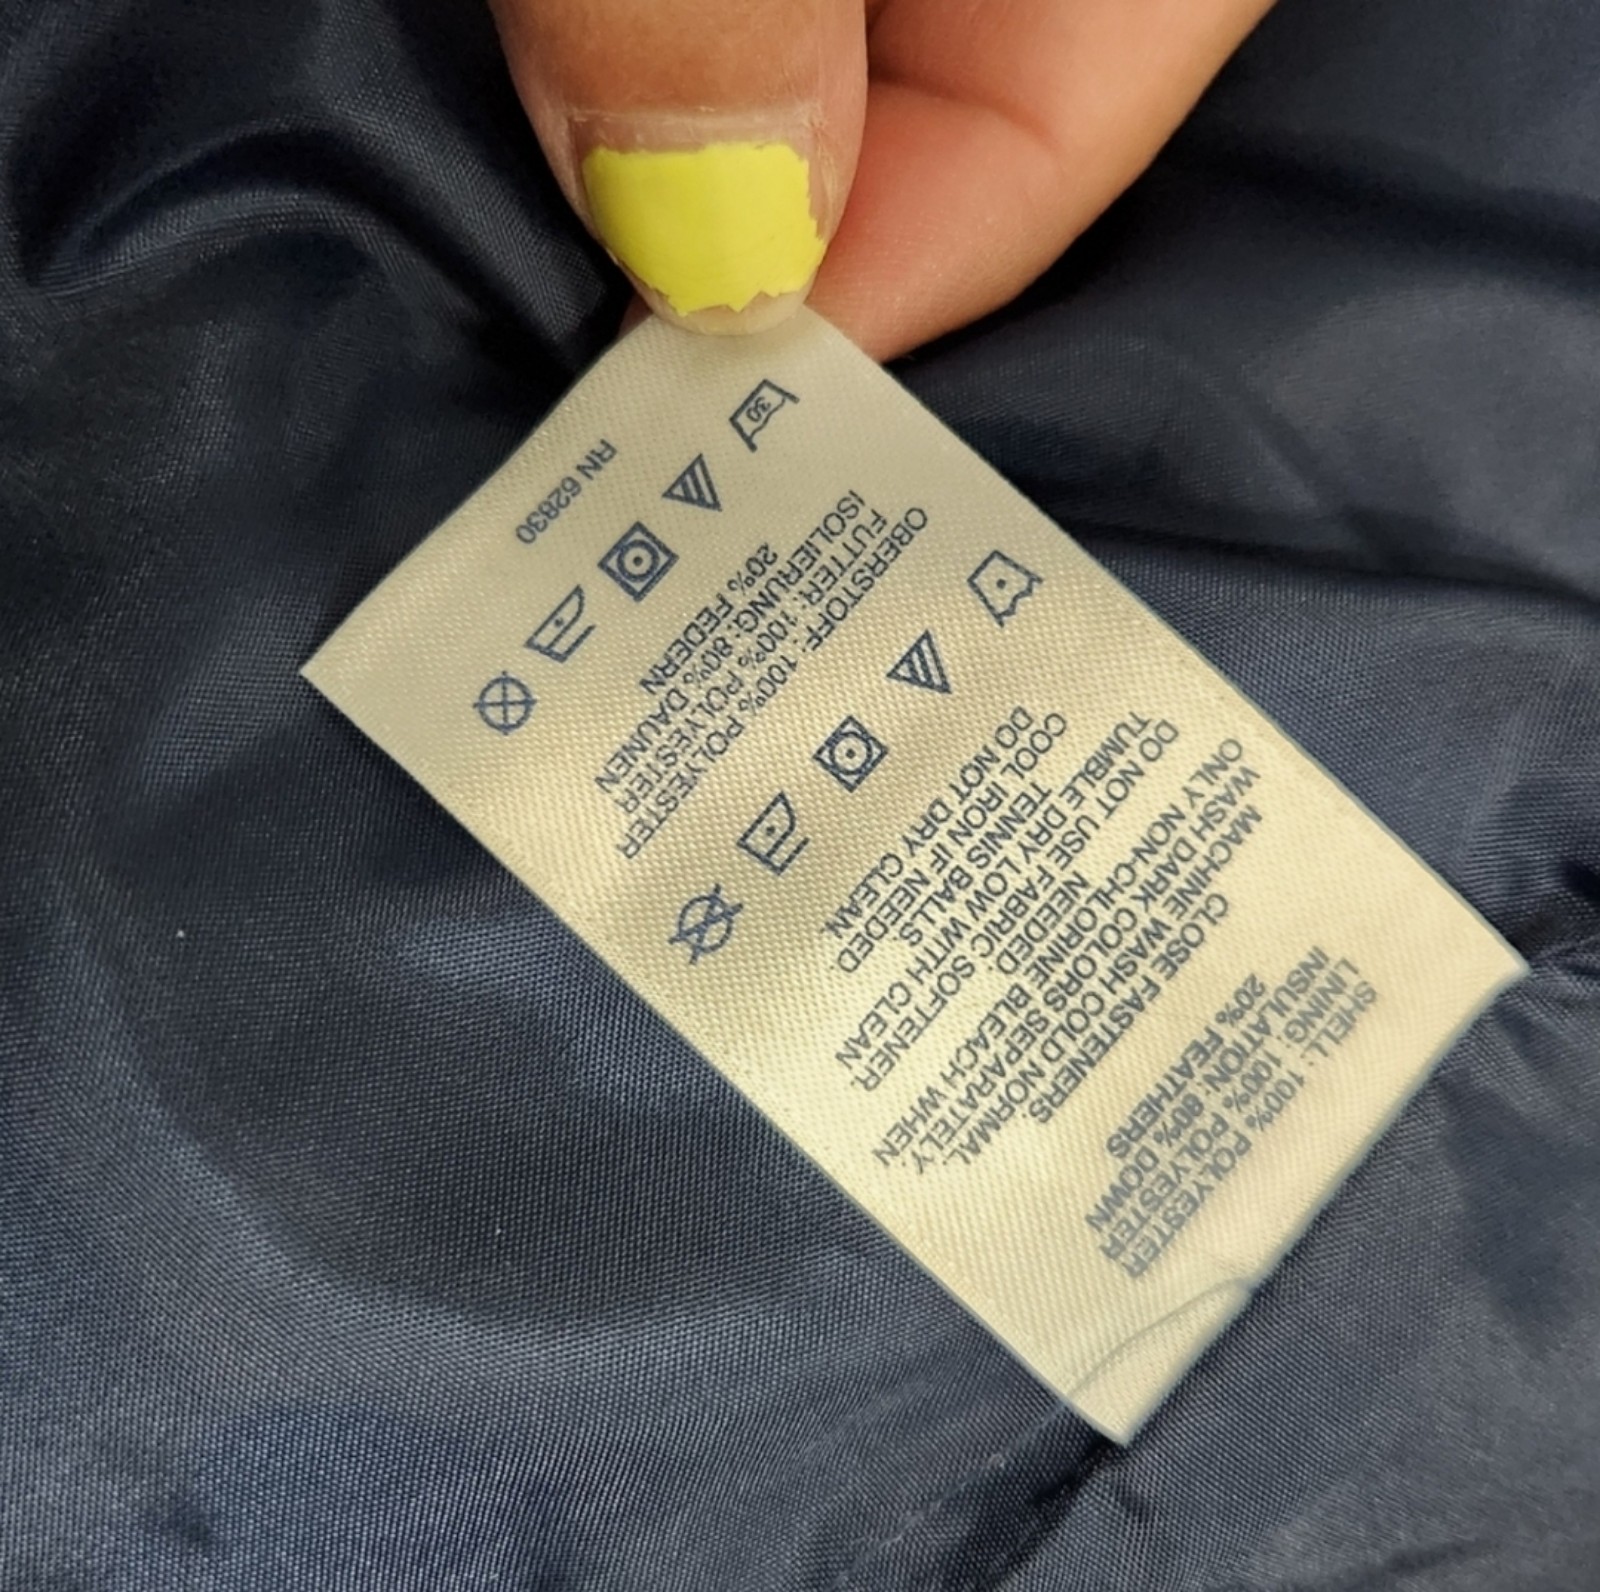 SHELL: 100% POLYESTER
LINING: 100% POLYESTER
INSULATION: 80% DOWN
20% FEATHERS
CLOSE FASTENERS
MACHINE WASH COLD NORMAL
WASH DARK COLORS SEPARATELY.
ONLY NON-CHLORINE BLEACH WHEN
NEEDED.
DO NOT USE FABRIC SOFTENER.
TUMBLE DRY LOW WITH CLEAN
TENNIS BALLS.
COOL IRON IF NEEDED.
DO NOT DRY CLEAN
OBERSTOFF: 100% POLYESTER
FUTTER: 100% POLYESTER
ISOLIERUNG: 80% DAUNEN
20% FEDERN
30
RN 62830